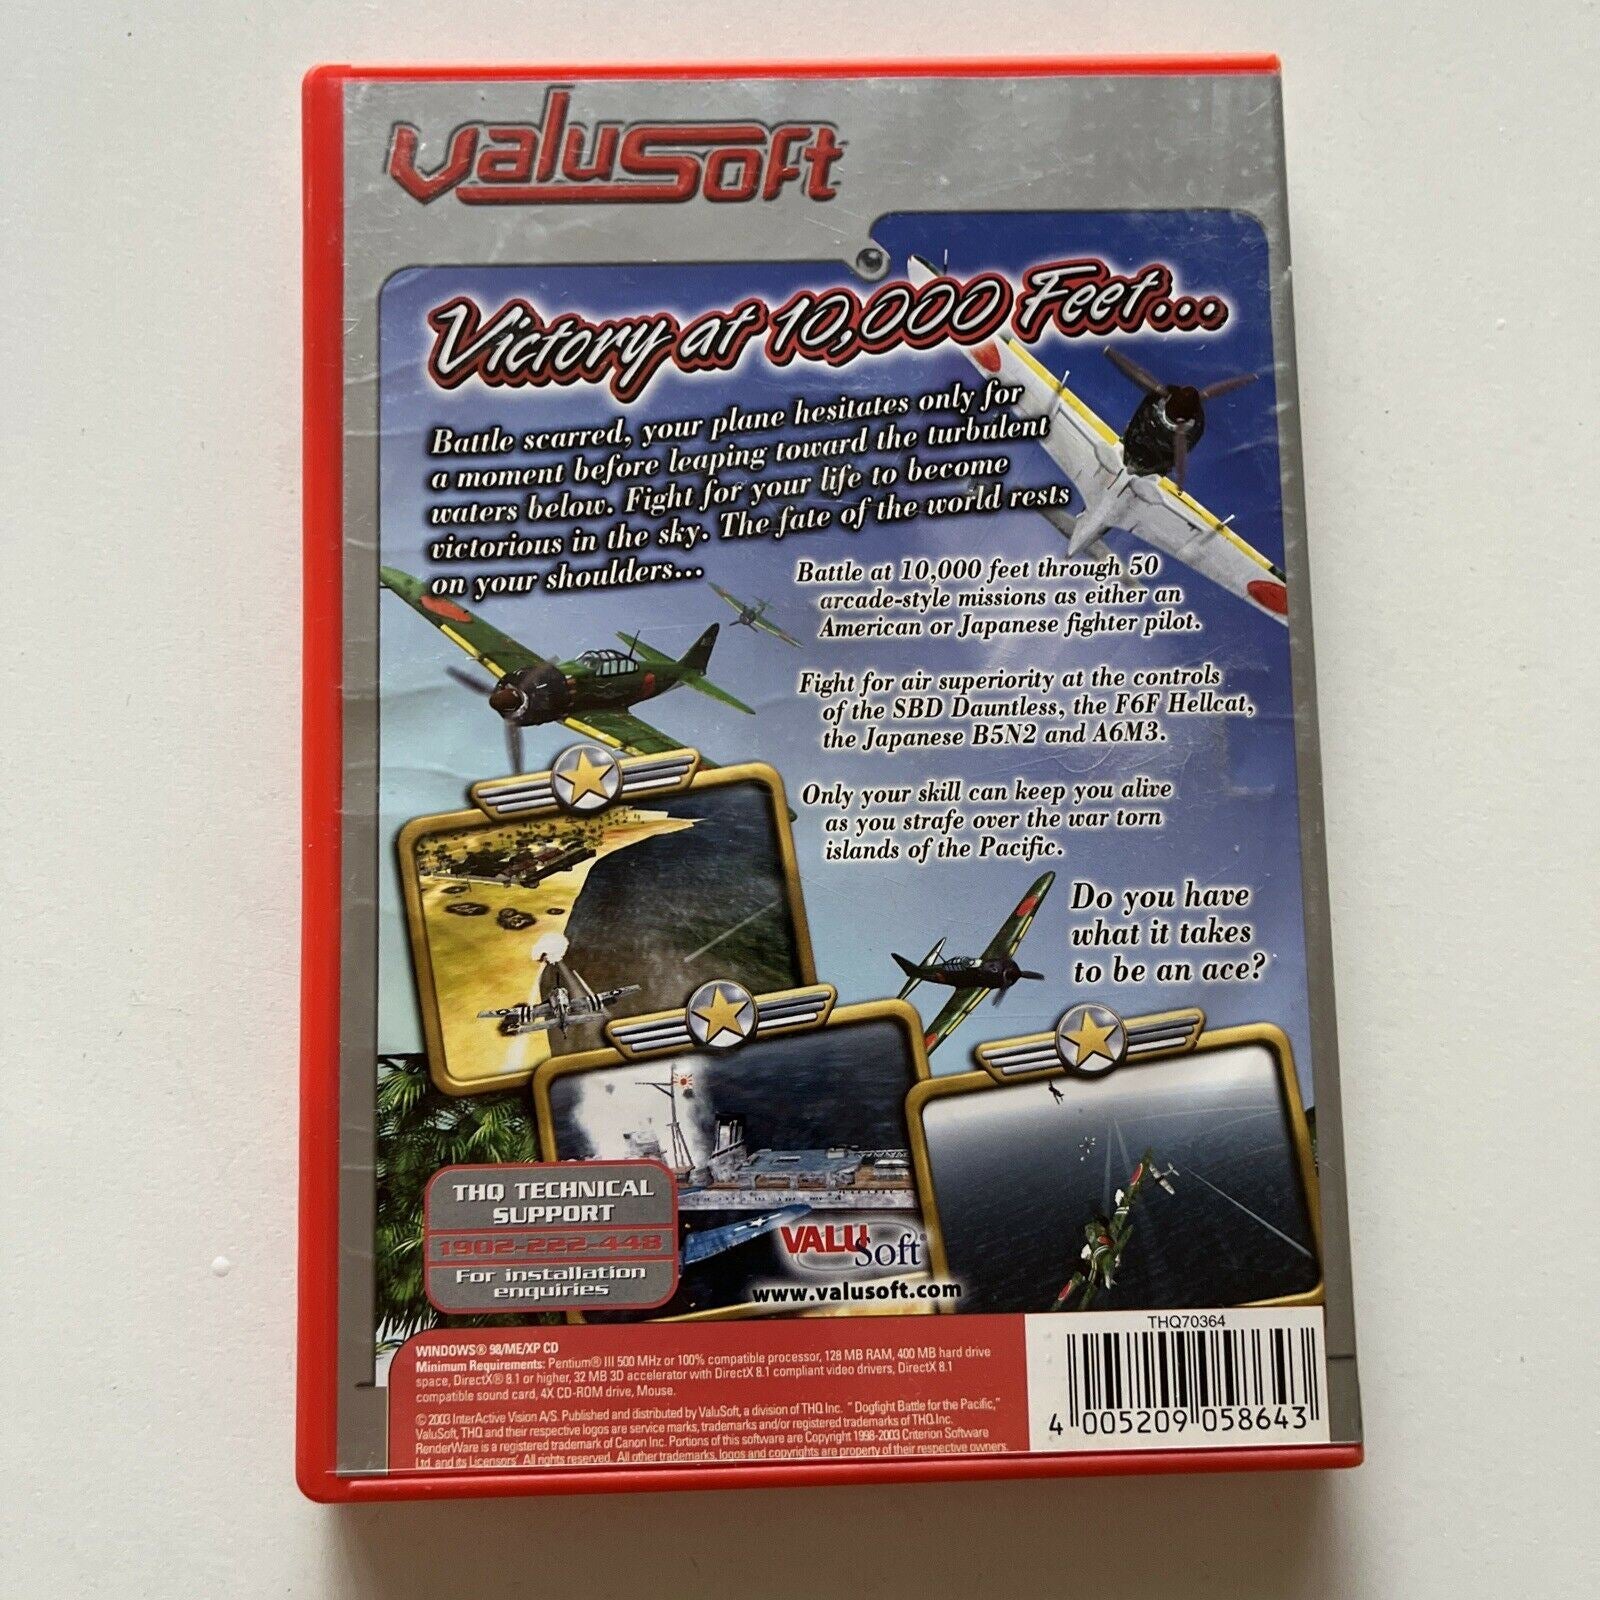 valusoft
Victory at 10,000 Feet...
Battle scarred, your plane hesitates only for
a moment before leaping toward the turbulent
waters below. Fight for your life to become
victorious in the sky. The fate of the world rests
on your shoulders...
Battle at 10,000 feet through 50
arcade-style missions as either an
American or Japanese fighter pilot.
Fight for air superiority at the controls
of the SBD Dauntless, the F6F Hellcat,
the Japanese B5N2 and A6M3.
Only your skill can keep you alive
as you strafe over the war torn
islands of the Pacific.
Do you have
what it takes
to be an ace?
THQ TECHNICAL
SUPPORT
1902-222-448
For installation
enquiries
VALUSoft®
www.valusoft.com
THQ70364
WINDOWS® 98/ME/XP CD
Minimum Requirements: Pentium® III 500 MHz or 100% compatible processor, 128 MB RAM, 400 MB hard drive
space, DirectX® 8.1 or higher, 32 MB 3D accelerator with DirectX 8.1 compliant video drivers, DirectX 8.1
compatible sound card, 4X CD-ROM drive, Mouse.
© 2003 InterActive Vision A/S. Published and distributed by ValuSoft, a division of THQ Inc. "Dogfight Battle for the Pacific,"
ValuSoft, THQ and their respective logos are service marks, trademarks and/or registered trademarks of THQ Inc.
RenderWare is a registered trademark of Canon Inc. Portions of this software are Copyright 1998-2003 Criterion Software
Ltd. and its Licensors. All rights reserved. All other trademarks, logos and copyrights are property of their respective owners.
4 005209 058643